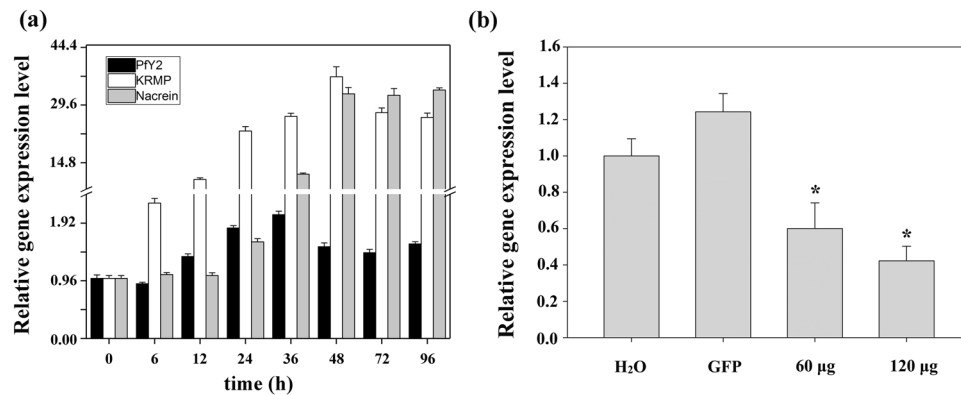 (a)
Relative gene expression level
44.4
29.6
14.8
1.92
0.96
0.00
PfY2
KRMP
Nacrein
0 6 12 24 36 48 72 96
time (h)
(b)
Relative gene expression level
1.6
1.4
1.2
1.0
0.8
0.6
0.4
0.2
0.0
*
*
H₂O GFP 60 μg 120 μg